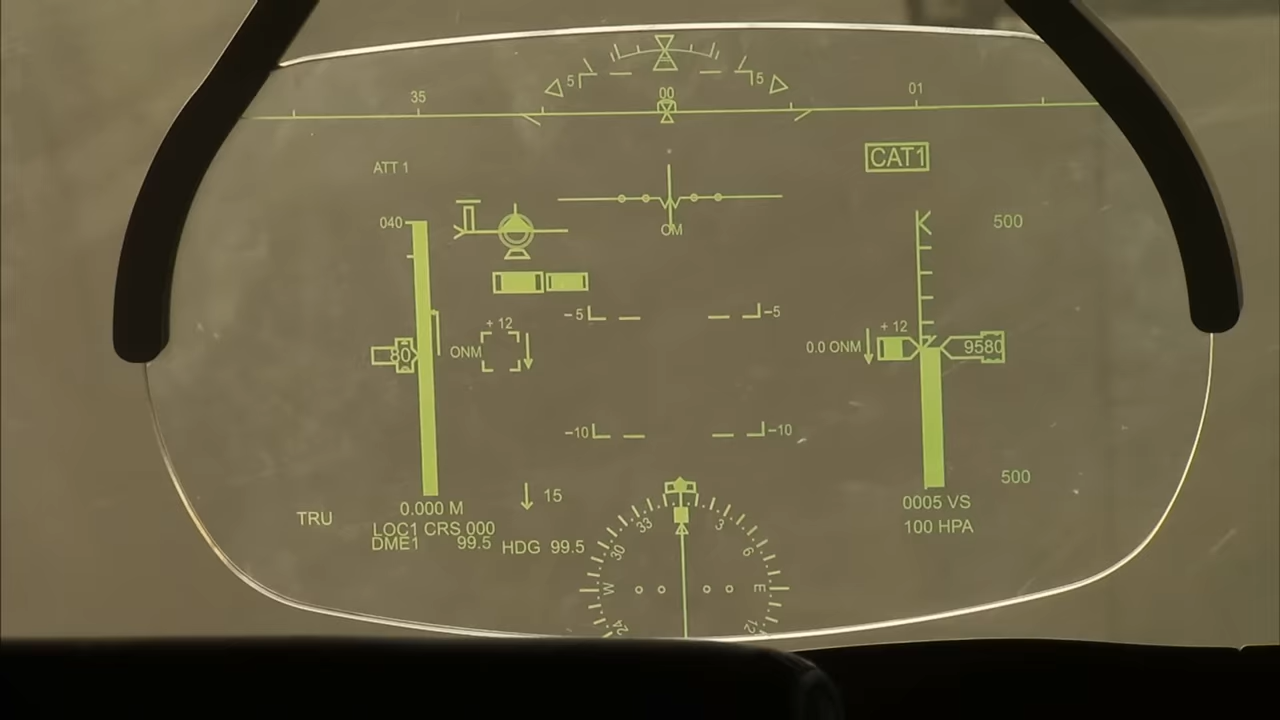 5 5
35 00 01
CAT1
ATT 1
500
040
OM
-5 -5
+ 12 + 12
80 ONM 0.0 ONM 9580
-10 -10
500
15
0.000 M 0005 VS
TRU
LOC1 CRS 000 100 HPA
DME1 99.5 HDG 99.5
33 3
30 6
W E
24 12